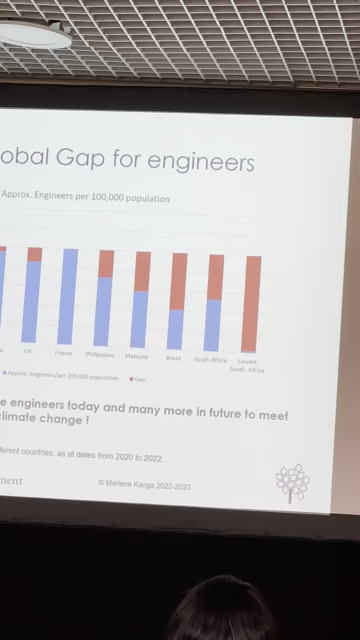 obal Gap for engineers
Approx. Engineers per 100,000 population
a UK France Philippines Malaysia Brazil South Africa Lowest
South, Africa
Approx. Engineers/per 100,000 population Gap
e engineers today and many more in future to meet
climate change !
ferent countries, as at dates from 2020 to 2022.
ment © Marlene Kanga 2022-2023